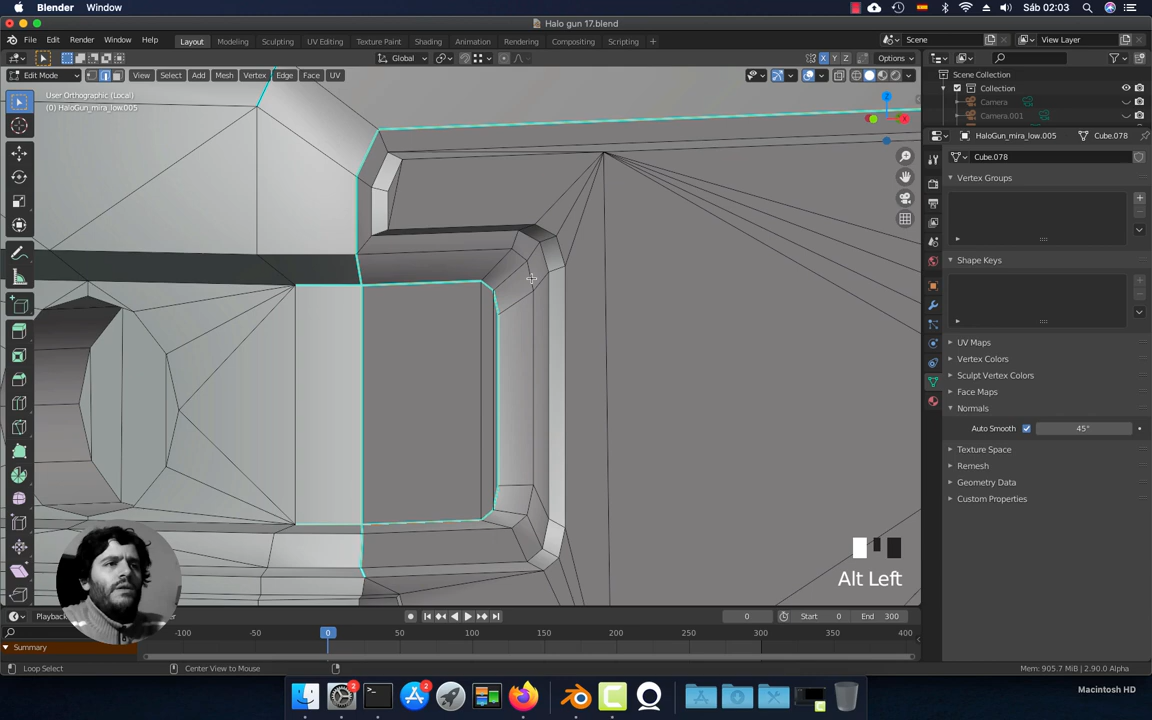 Blender Window Sáb 02:03
Halo gun 17.blend
File Edit Render Window Help Layout Modeling Sculpting UV Editing Texture Paint Shading Animation Rendering Compositing Scripting + Scene View Layer
Global X Y Z Options
Edit Mode View Select Add Mesh Vertex Edge Face UV
User Orthographic (Local)
(0) HaloGun_mira_low.005
Z
X
Scene Collection
Collection
Camera
Camera.001
HaloGun_mira_low.005 Cube.078
Cube.078
Vertex Groups
Shape Keys
UV Maps
Vertex Colors
Sculpt Vertex Colors
Face Maps
Normals
Auto Smooth 45°
Texture Space
Remesh
Geometry Data
Custom Properties
Alt Left
Playback 0 Start 0 End 300
-100 -50 0 50 100 150 200 250 300 350 400
Summary
Loop Select Center View to Mouse Mem: 905.7 MiB | 2.90.0 Alpha
2 2
Macintosh HD